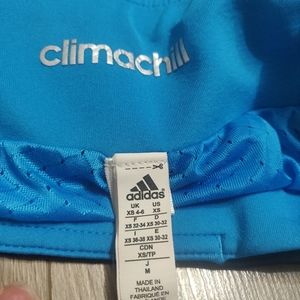 climachill
adidas
UK US
XS 4-6 XS
F D
XS 32-34 XS 30-32
I E
XS 36-38 XS 30-32
CDN
XS/TP
J
M
MADE IN
THAILAND
FABRIQUÉ EN